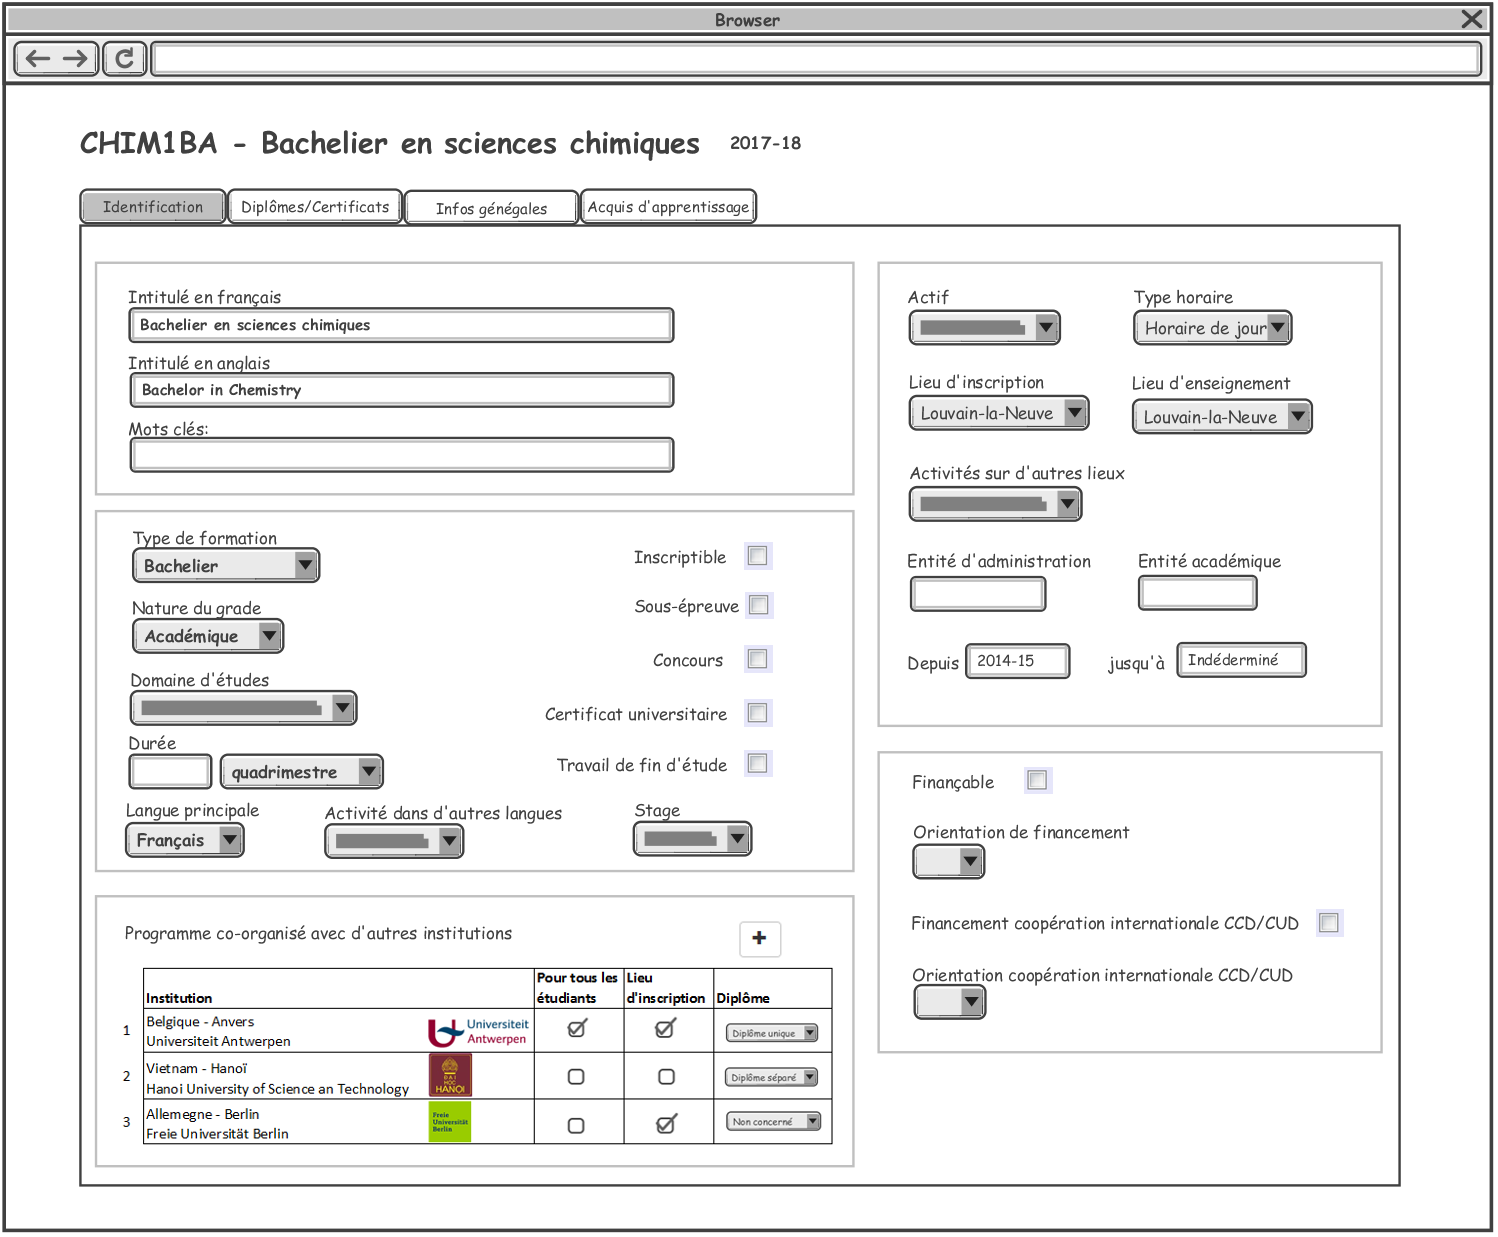 Browser
CHIM1BA - Bachelier en sciences chimiques 2017-18
Identification
Diplômes/Certificats
Infos génégales
Acquis d'apprentissage
Intitulé en français
Bachelier en sciences chimiques
Intitulé en anglais
Bachelor in Chemistry
Mots clés:
Type de formation
Bachelier
Nature du grade
Académique
Domaine d'études
Durée
quadrimestre
Langue principale
Français
Activité dans d'autres langues
Stage
Inscriptible
Sous-épreuve
Concours
Certificat universitaire
Travail de fin d'étude
Programme co-organisé avec d'autres institutions
+
Institution
Pour tous les
étudiants
Lieu
d'inscription
Diplôme
1
Belgique - Anvers
Universiteit Antwerpen
Universiteit
Antwerpen
Diplôme unique
2
Vietnam - Hanoï
Hanoi University of Science an Technology
ĐẠI
HỌC
HANOI
Diplôme séparé
3
Allemegne - Berlin
Freie Universität Berlin
Freie
Universität
Berlin
Non concerné
Actif
Type horaire
Horaire de jour
Lieu d'inscription
Louvain-la-Neuve
Lieu d'enseignement
Louvain-la-Neuve
Activités sur d'autres lieux
Entité d'administration
Entité académique
Depuis
2014-15
jusqu'à
Indéderminé
Finançable
Orientation de financement
Financement coopération internationale CCD/CUD
Orientation coopération internationale CCD/CUD